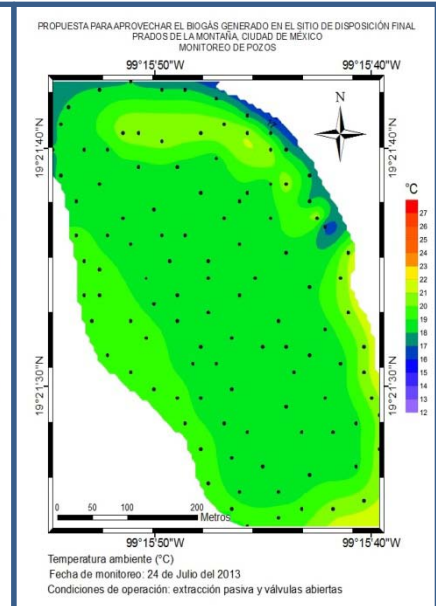 PROPUESTA PARA APROVECHAR EL BIOGÁS GENERADO EN EL SITIO DE DISPOSICIÓN FINAL
PRADOS DE LA MONTAÑA, CIUDAD DE MÉXICO
MONITOREO DE POZOS
99°15'50"W 99°15'40"W
N
19°21'40"N 19°21'40"N
°C
27
26
25
24
23
22
21
20
19
18
17
16
15
14
13
12
19°21'30"N 19°21'30"N
0 50 100 200
Metros
99°15'50"W 99°15'40"W
Temperatura ambiente (°C)
Fecha de monitoreo: 24 de Julio del 2013
Condiciones de operación: extracción pasiva y válvulas abiertas